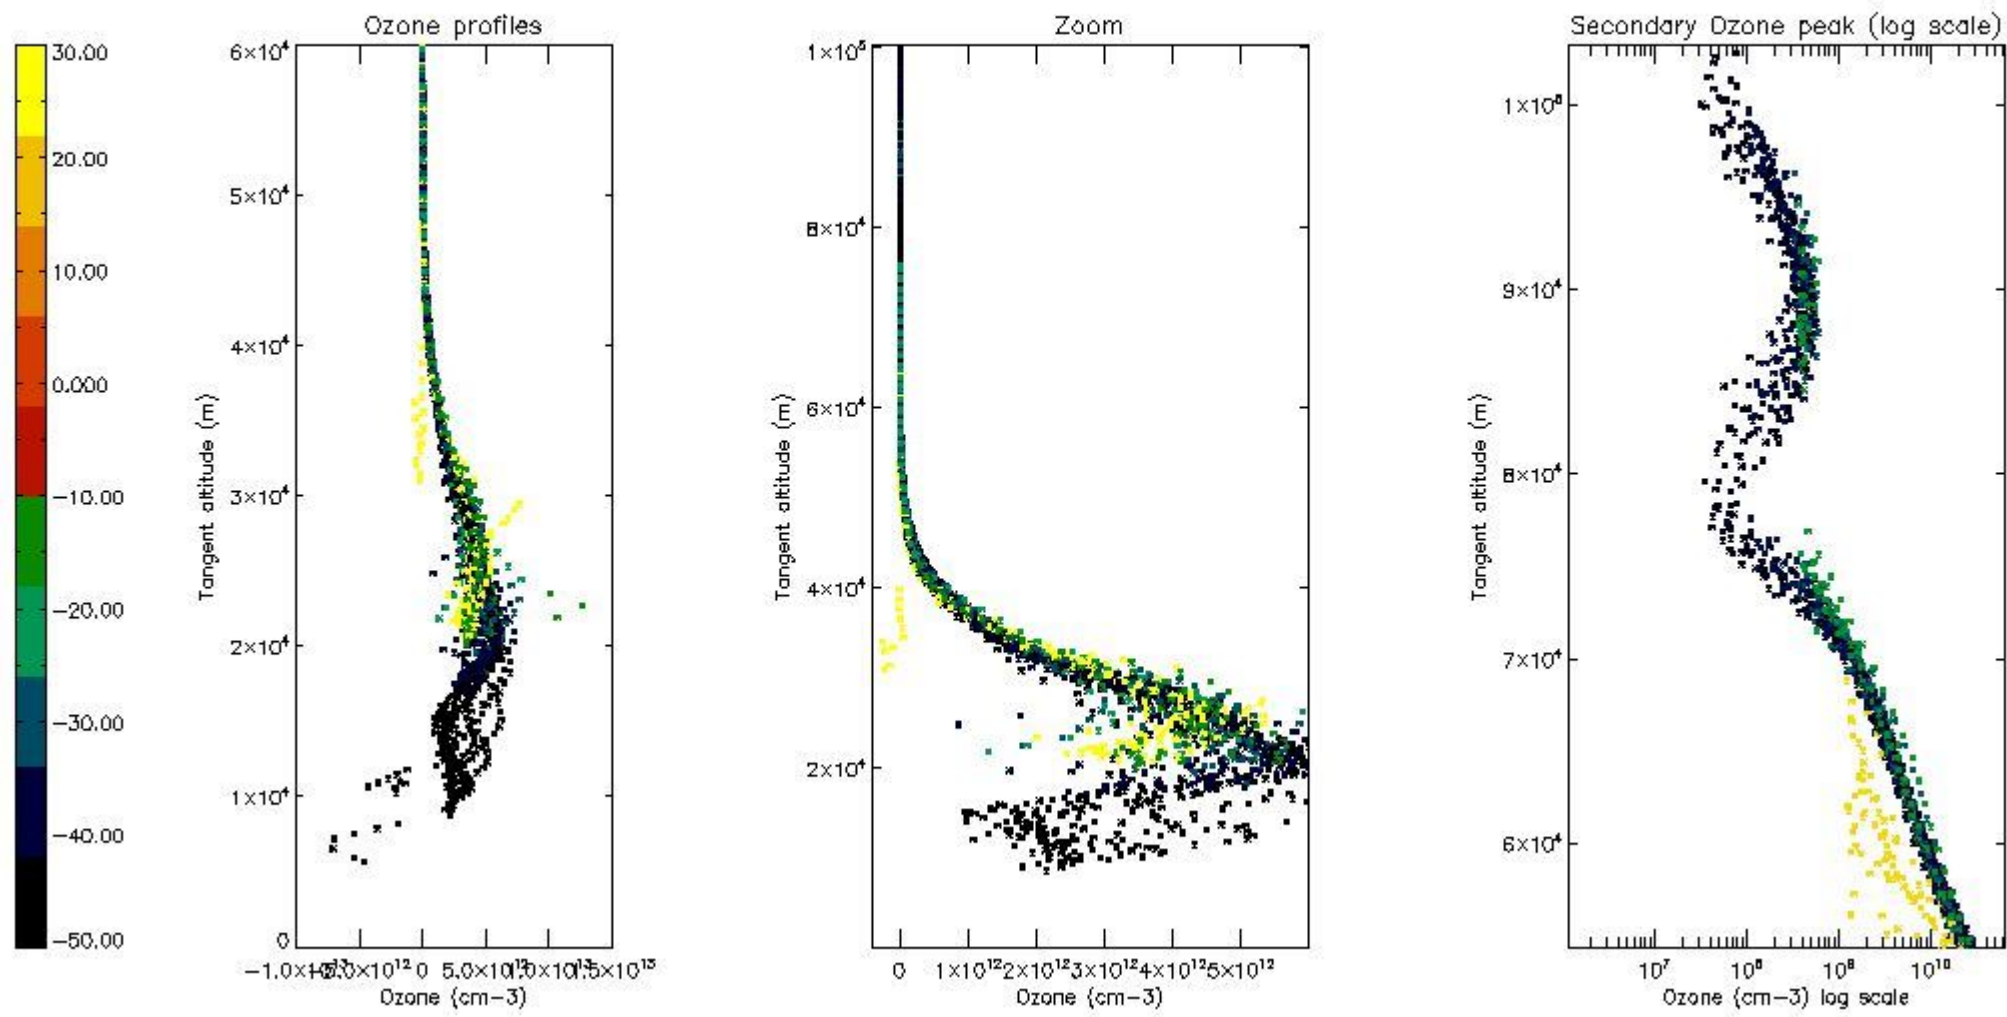 Ozone profiles
Zoom
Secondary Ozone peak (log scale)
30.00
20.00
10.00
0.000
−10.00
−20.00
−30.00
−40.00
−50.00
6×10⁴
5×10⁴
4×10⁴
3×10⁴
2×10⁴
1×10⁴
0
Tangent altitude (m)
0
Ozone (cm−3)
1×10⁵
8×10⁴
6×10⁴
4×10⁴
2×10⁴
Tangent altitude (m)
0 1×10¹² 2×10¹² 3×10¹² 4×10¹² 5×10¹²
Ozone (cm−3)
9×10⁴
8×10⁴
7×10⁴
6×10⁴
Tangent altitude (m)
10⁷ 10⁹ 10¹⁰
Ozone (cm−3) log scale